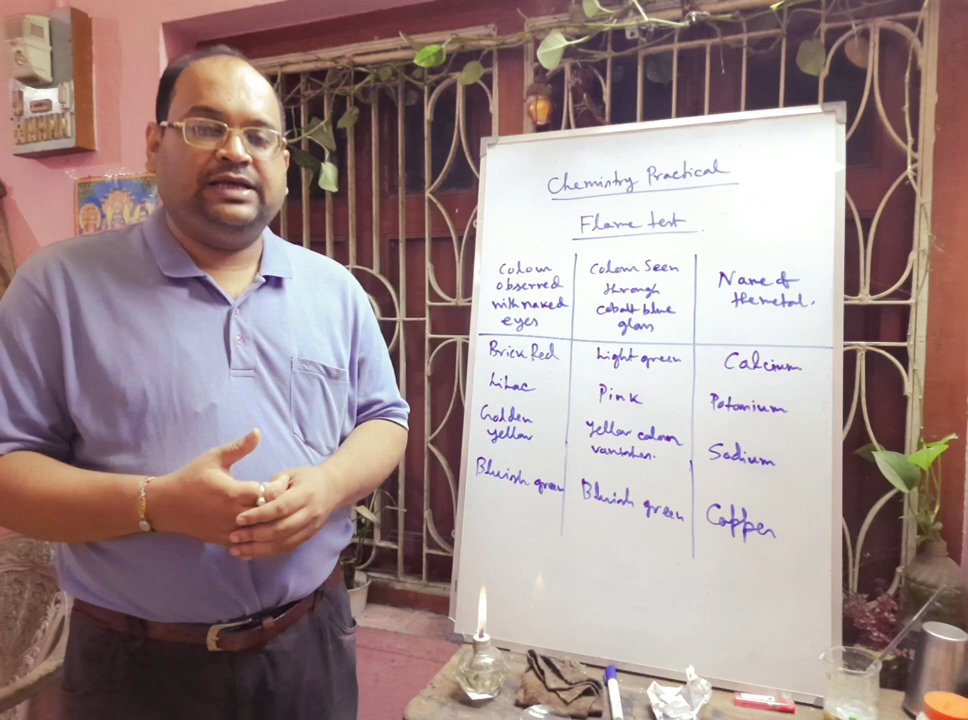 Chemistry Practical
Flame test
Colour
observed
with naked
eyes
Colour seen
through
cobalt blue
glass
Name of
the metal.
Brick Red
Light green
Calcium
Lilac
Pink
Potassium
Golden
yellow
Yellow colour
vanishes.
Sodium
Bluish green
Bluish green
Copper